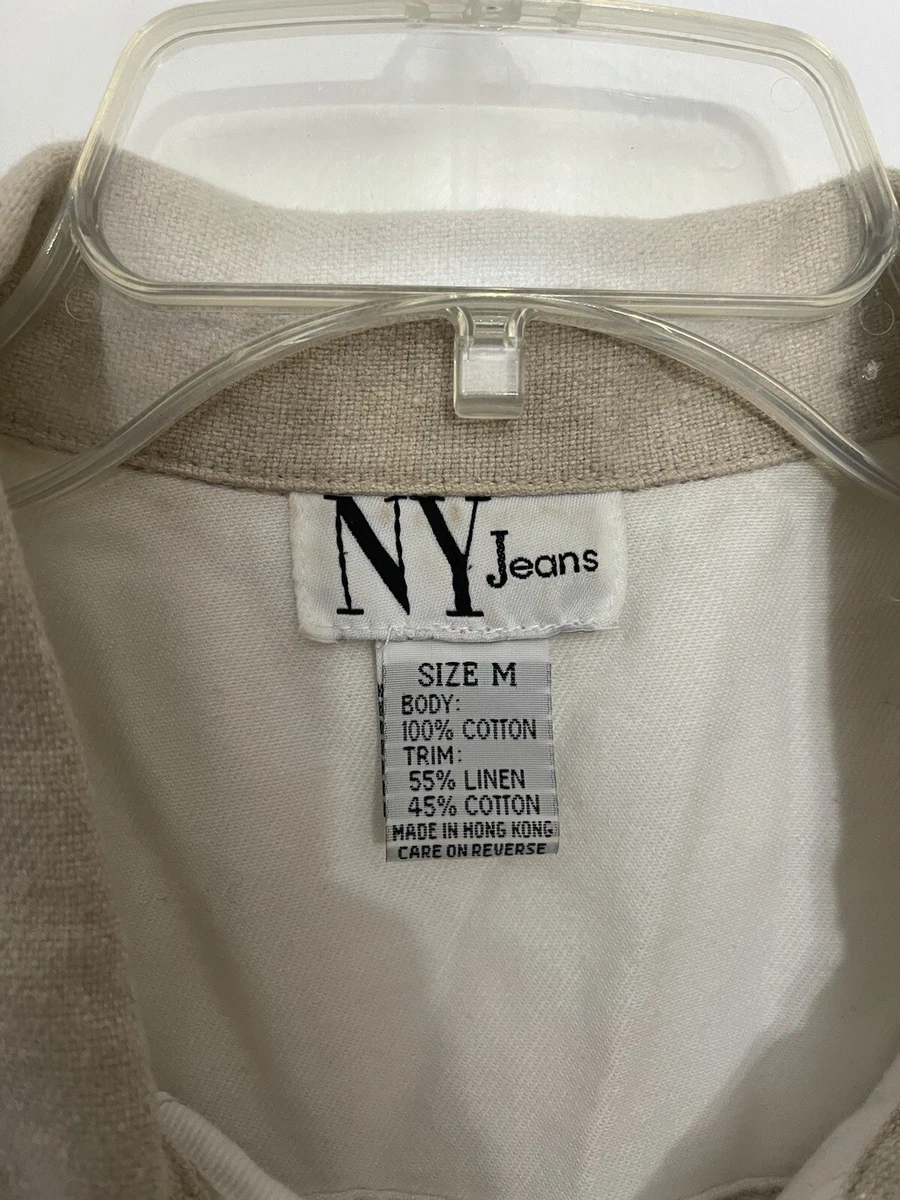 NY Jeans
SIZE M
BODY:
100% COTTON
TRIM:
55% LINEN
45% COTTON
MADE IN HONG KONG
CARE ON REVERSE